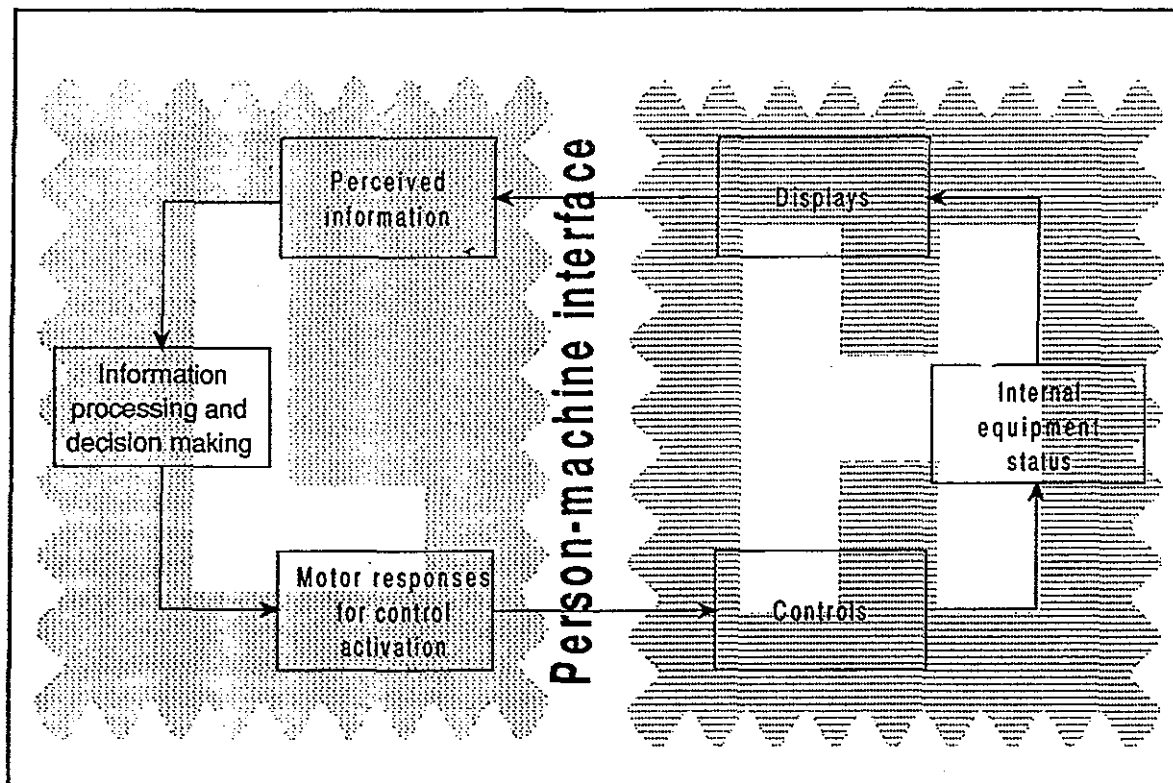 Perceived
information
Displays
Person-machine interface
Information
processing and
decision making
Internal
equipment
status
Motor responses
for control
activation
Controls